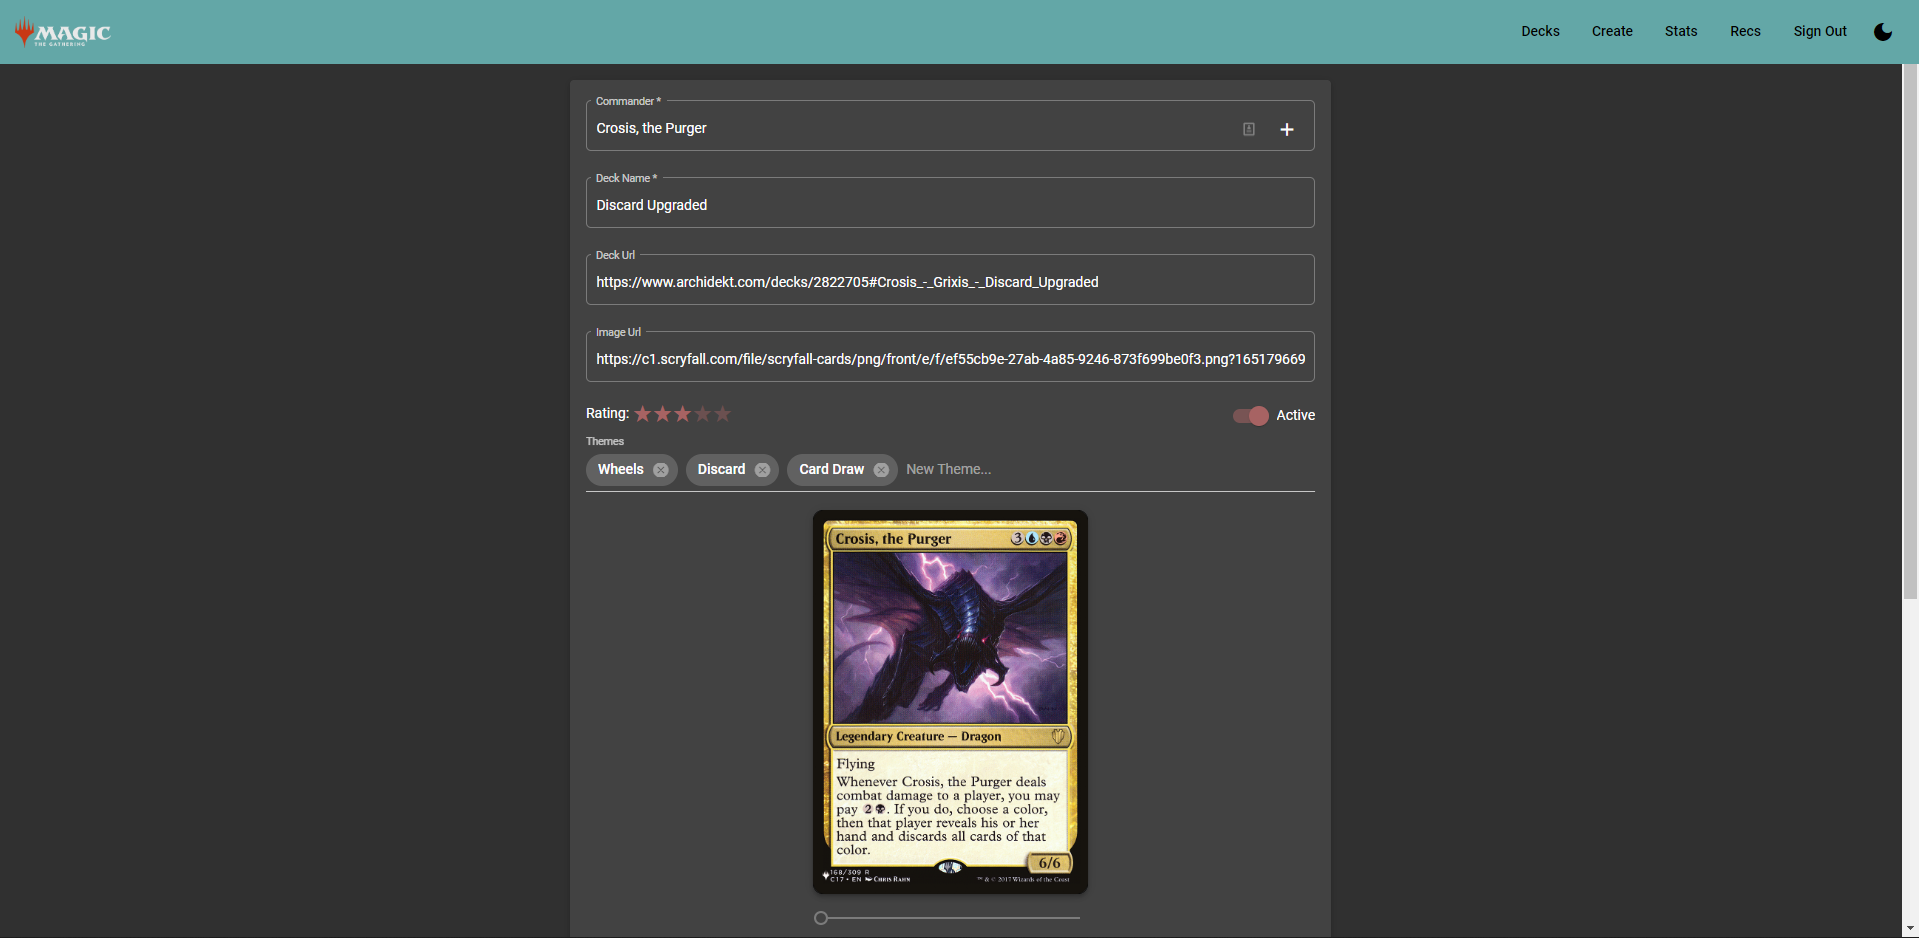 MAGIC
THE GATHERING
Decks
Create
Stats
Recs
Sign Out
Commander *
Crosis, the Purger
Deck Name *
Discard Upgraded
Deck Url
https://www.archidekt.com/decks/2822705#Crosis_-_Grixis_-_Discard_Upgraded
Image Url
https://c1.scryfall.com/file/scryfall-cards/png/front/e/f/ef55cb9e-27ab-4a85-9246-873f699be0f3.png?165179669
Rating:
Active
Themes
Wheels
Discard
Card Draw
New Theme...
Crosis, the Purger
3
Legendary Creature — Dragon
Flying
Whenever Crosis, the Purger deals
combat damage to a player, you may
pay 2 . If you do, choose a color,
then that player reveals his or her
hand and discards all cards of that
color.
6/6
168/309 R
C17 • EN Chris Rahn
™ & © 2017 Wizards of the Coast